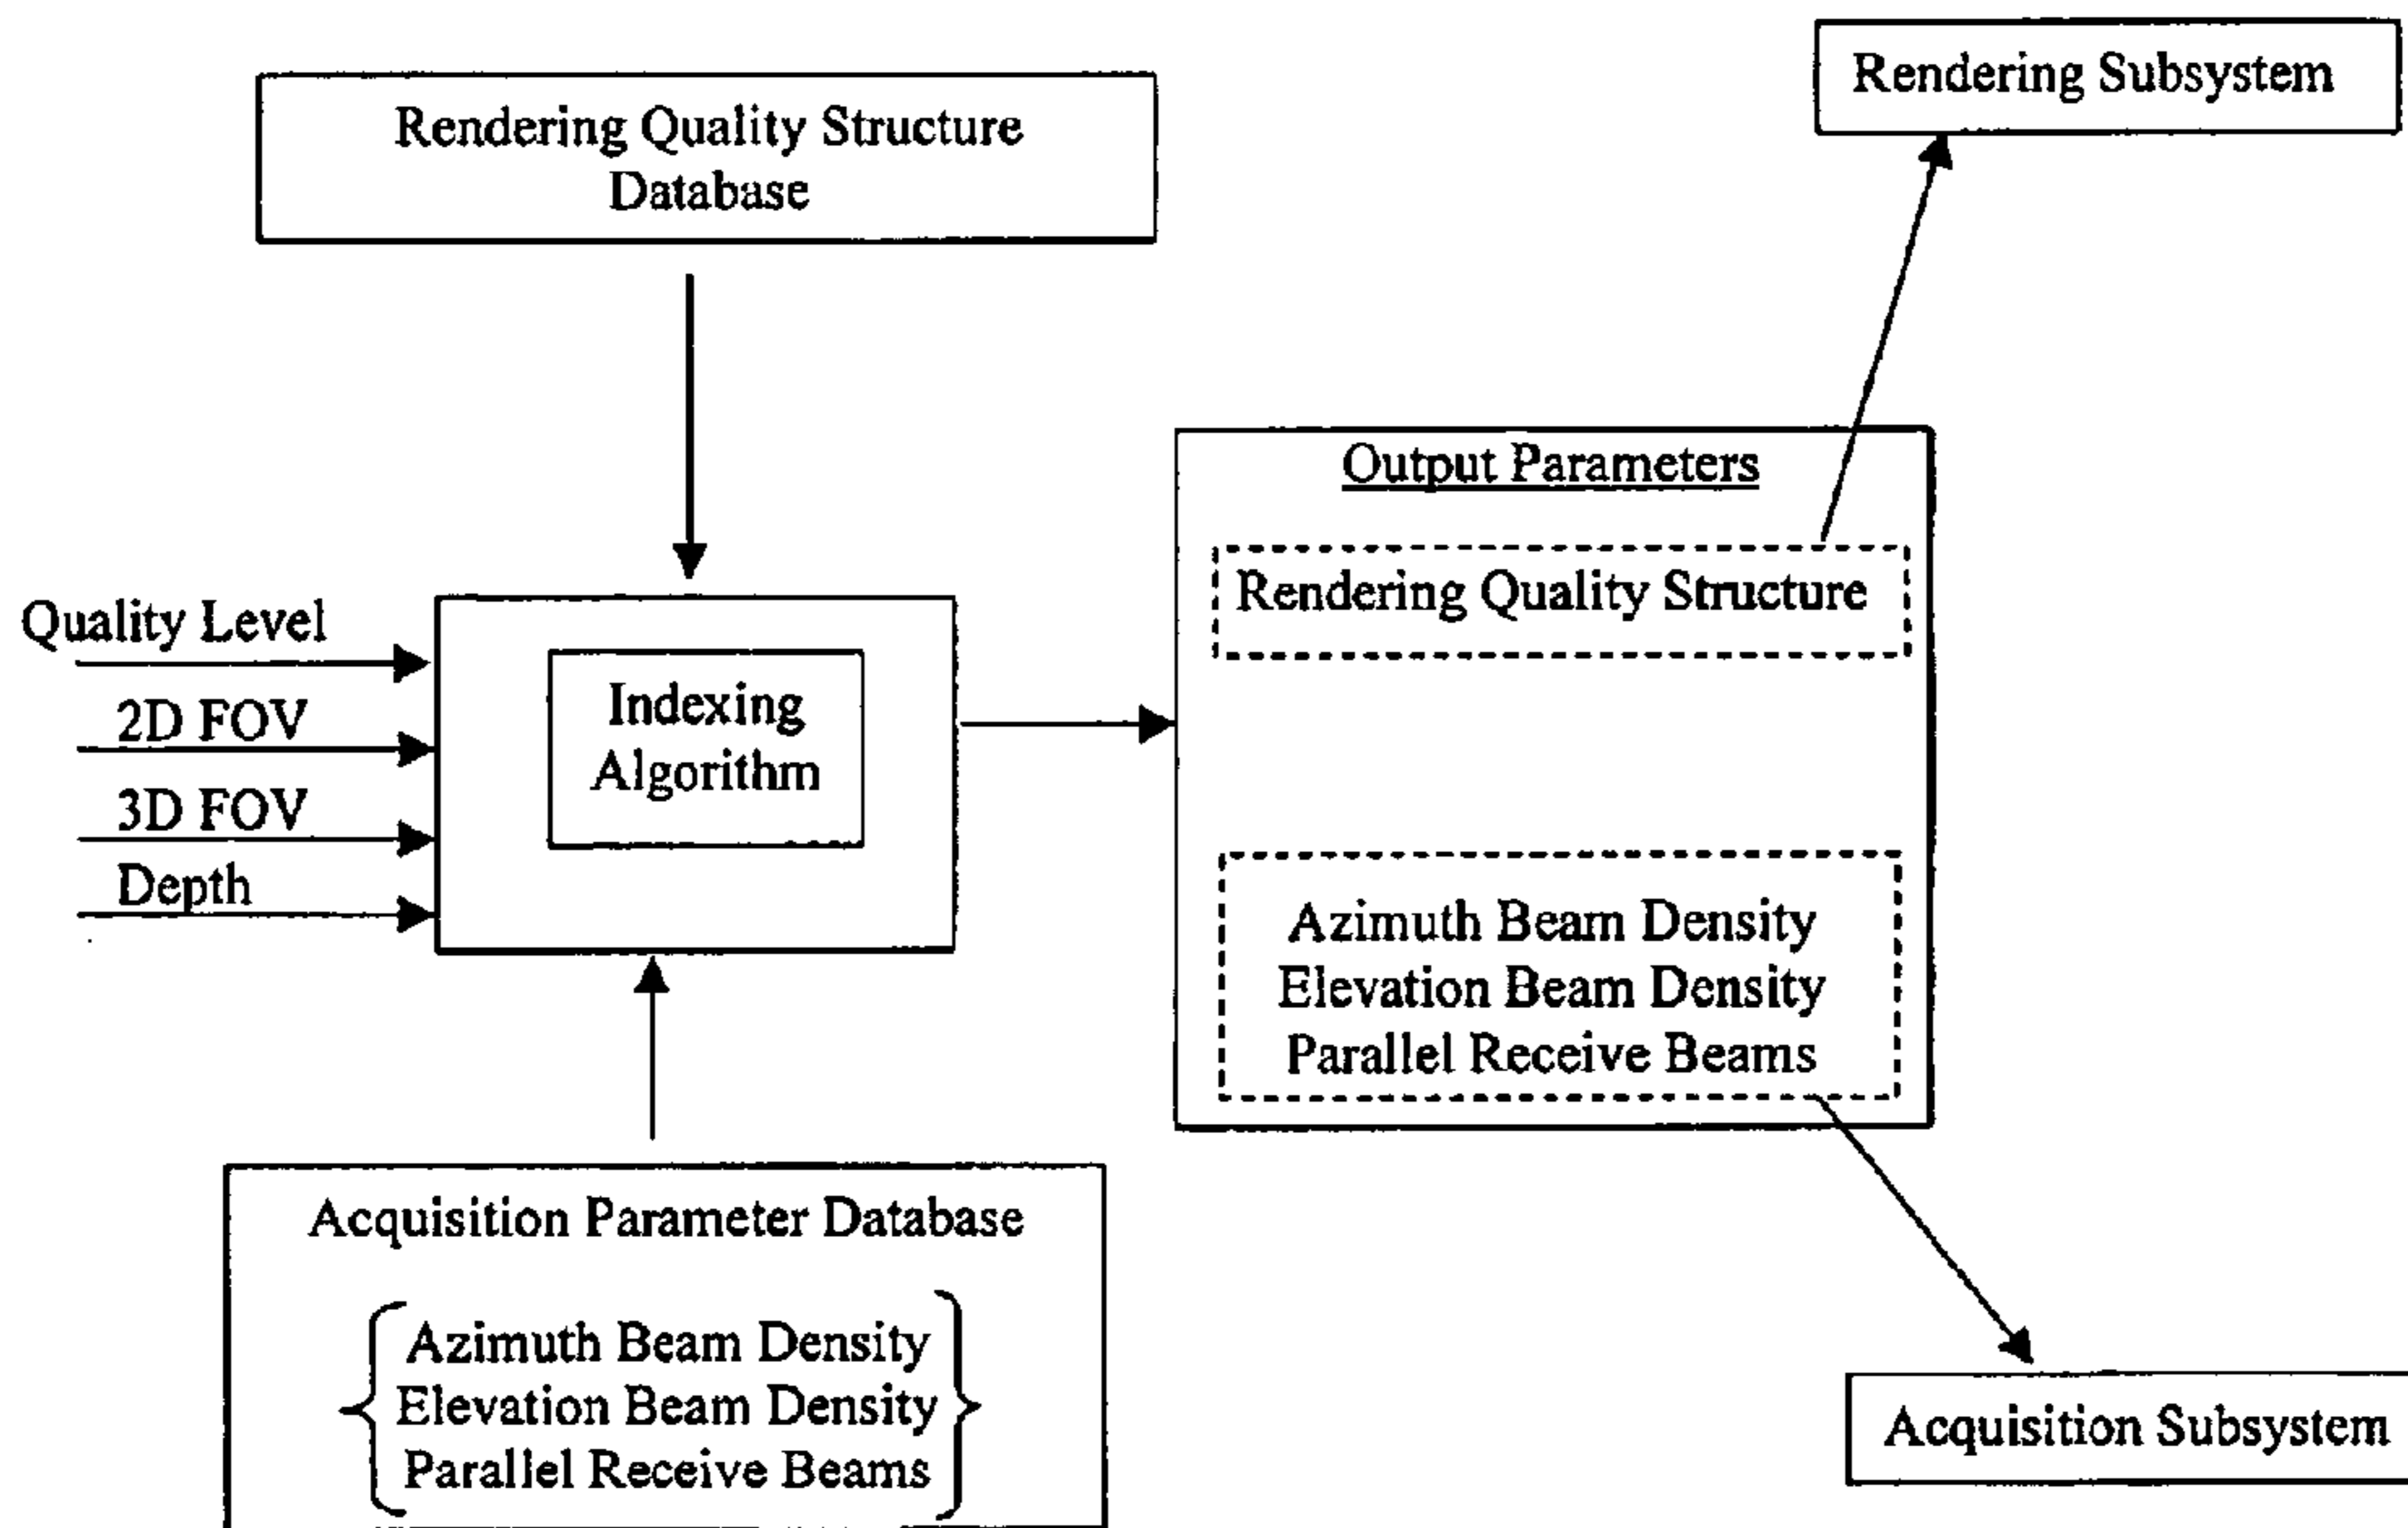 Rendering Subsystem
Rendering Quality Structure
Database
Output Parameters
Rendering Quality Structure
Quality Level
2D FOV
3D FOV
Depth
Indexing
Algorithm
Azimuth Beam Density
Elevation Beam Density
Parallel Receive Beams
Acquisition Parameter Database
Azimuth Beam Density
Elevation Beam Density
Parallel Receive Beams
Acquisition Subsystem